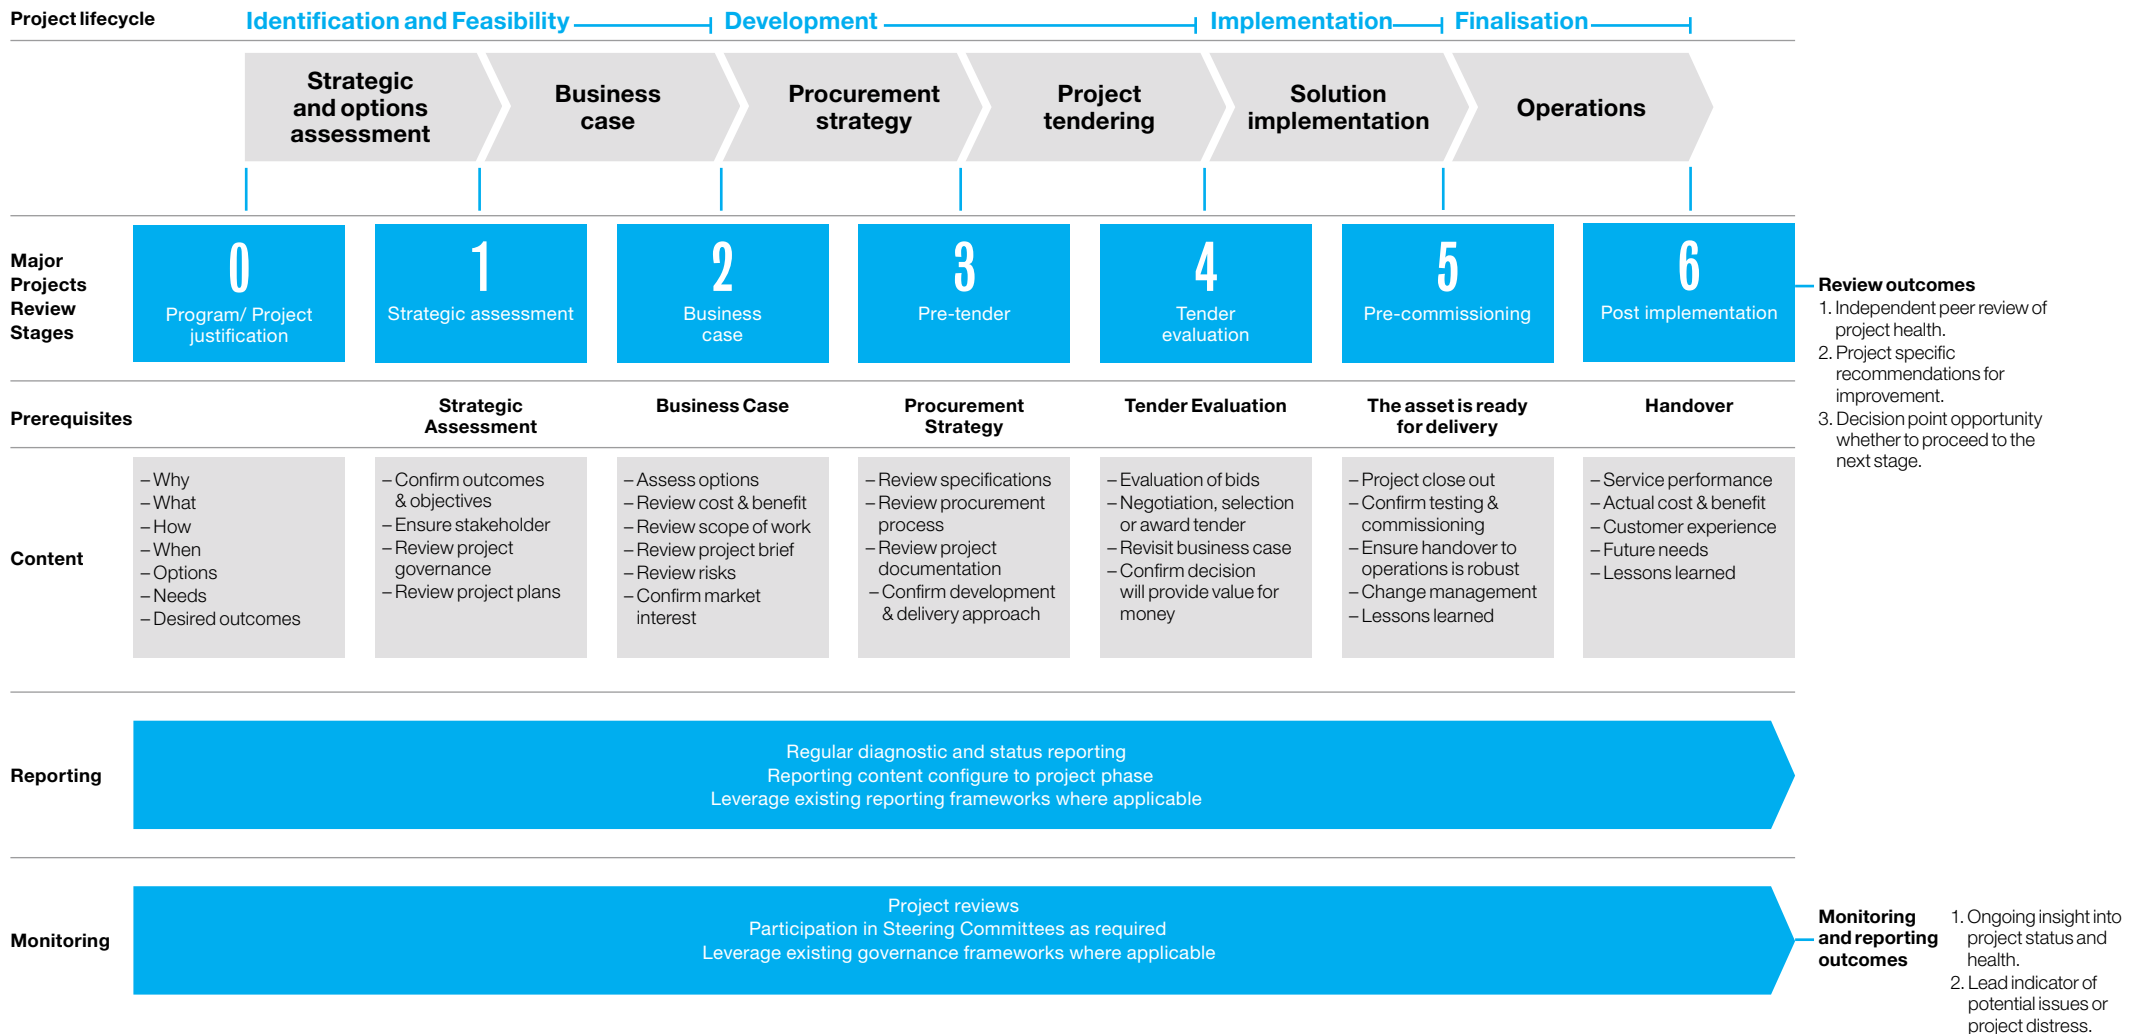 Project lifecycle
Identification and Feasibility
Development
Implementation
Finalisation
Strategic
and options
assessment
Business
case
Procurement
strategy
Project
tendering
Solution
implementation
Operations
Major
Projects
Review
Stages
0
Program/ Project
justification
1
Strategic assessment
2
Business
case
3
Pre-tender
4
Tender
evaluation
5
Pre-commissioning
6
Post implementation
Review outcomes
1. Independent peer review of
project health.
2. Project specific
recommendations for
improvement.
3. Decision point opportunity
whether to proceed to the
next stage.
Prerequisites
Strategic
Assessment
Business Case
Procurement
Strategy
Tender Evaluation
The asset is ready
for delivery
Handover
Content
– Why
– What
– How
– When
– Options
– Needs
– Desired outcomes
– Confirm outcomes
& objectives
– Ensure stakeholder
– Review project
governance
– Review project plans
– Assess options
– Review cost & benefit
– Review scope of work
– Review project brief
– Review risks
– Confirm market
interest
– Review specifications
– Review procurement
process
– Review project
documentation
– Confirm development
& delivery approach
– Evaluation of bids
– Negotiation, selection
or award tender
– Revisit business case
– Confirm decision
will provide value for
money
– Project close out
– Confirm testing &
commissioning
– Ensure handover to
operations is robust
– Change management
– Lessons learned
– Service performance
– Actual cost & benefit
– Customer experience
– Future needs
– Lessons learned
Reporting
Regular diagnostic and status reporting
Reporting content configure to project phase
Leverage existing reporting frameworks where applicable
Monitoring
Project reviews
Participation in Steering Committees as required
Leverage existing governance frameworks where applicable
Monitoring
and reporting
outcomes
1. Ongoing insight into
project status and
health.
2. Lead indicator of
potential issues or
project distress.